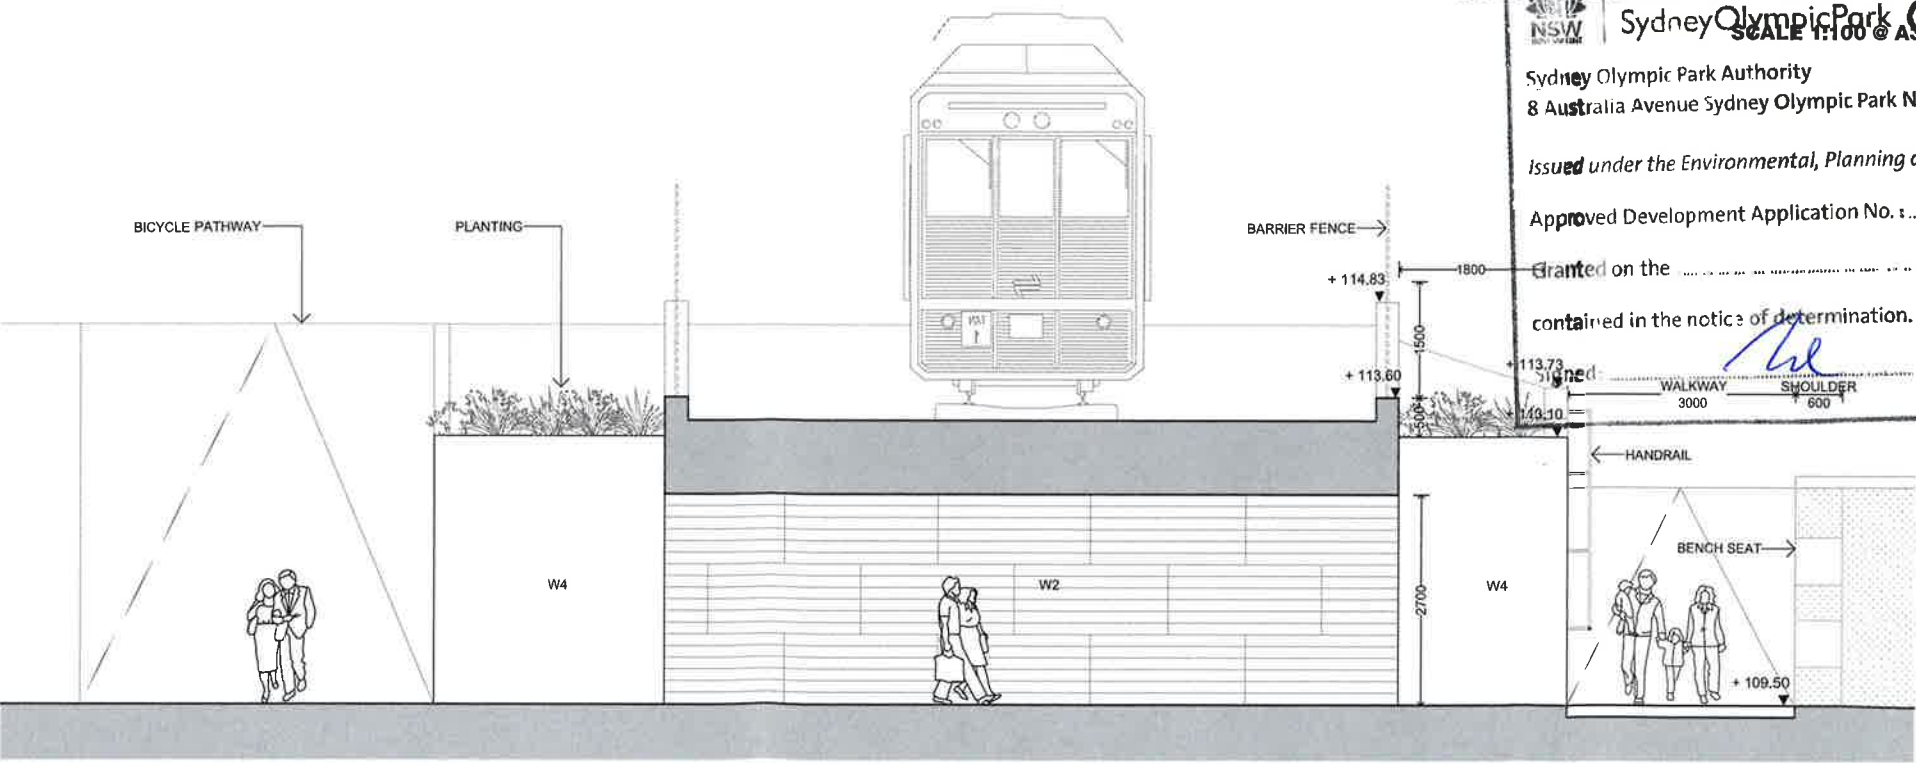 NSW
GOVERNMENT
SydneyOlympicPark
SCALE 1:100 @ A3
Sydney Olympic Park Authority
8 Australia Avenue Sydney Olympic Park N
Issued under the Environmental, Planning
Approved Development Application No. :..
Granted on the
contained in the notice of determination.
Signed:
BICYCLE PATHWAY
PLANTING
BARRIER FENCE
+ 114.83
1800
1500
+ 113.60
+ 113.73
500
+ 113.10
WALKWAY
3000
SHOULDER
600
HANDRAIL
BENCH SEAT
W4
W2
2700
W4
+ 109.50